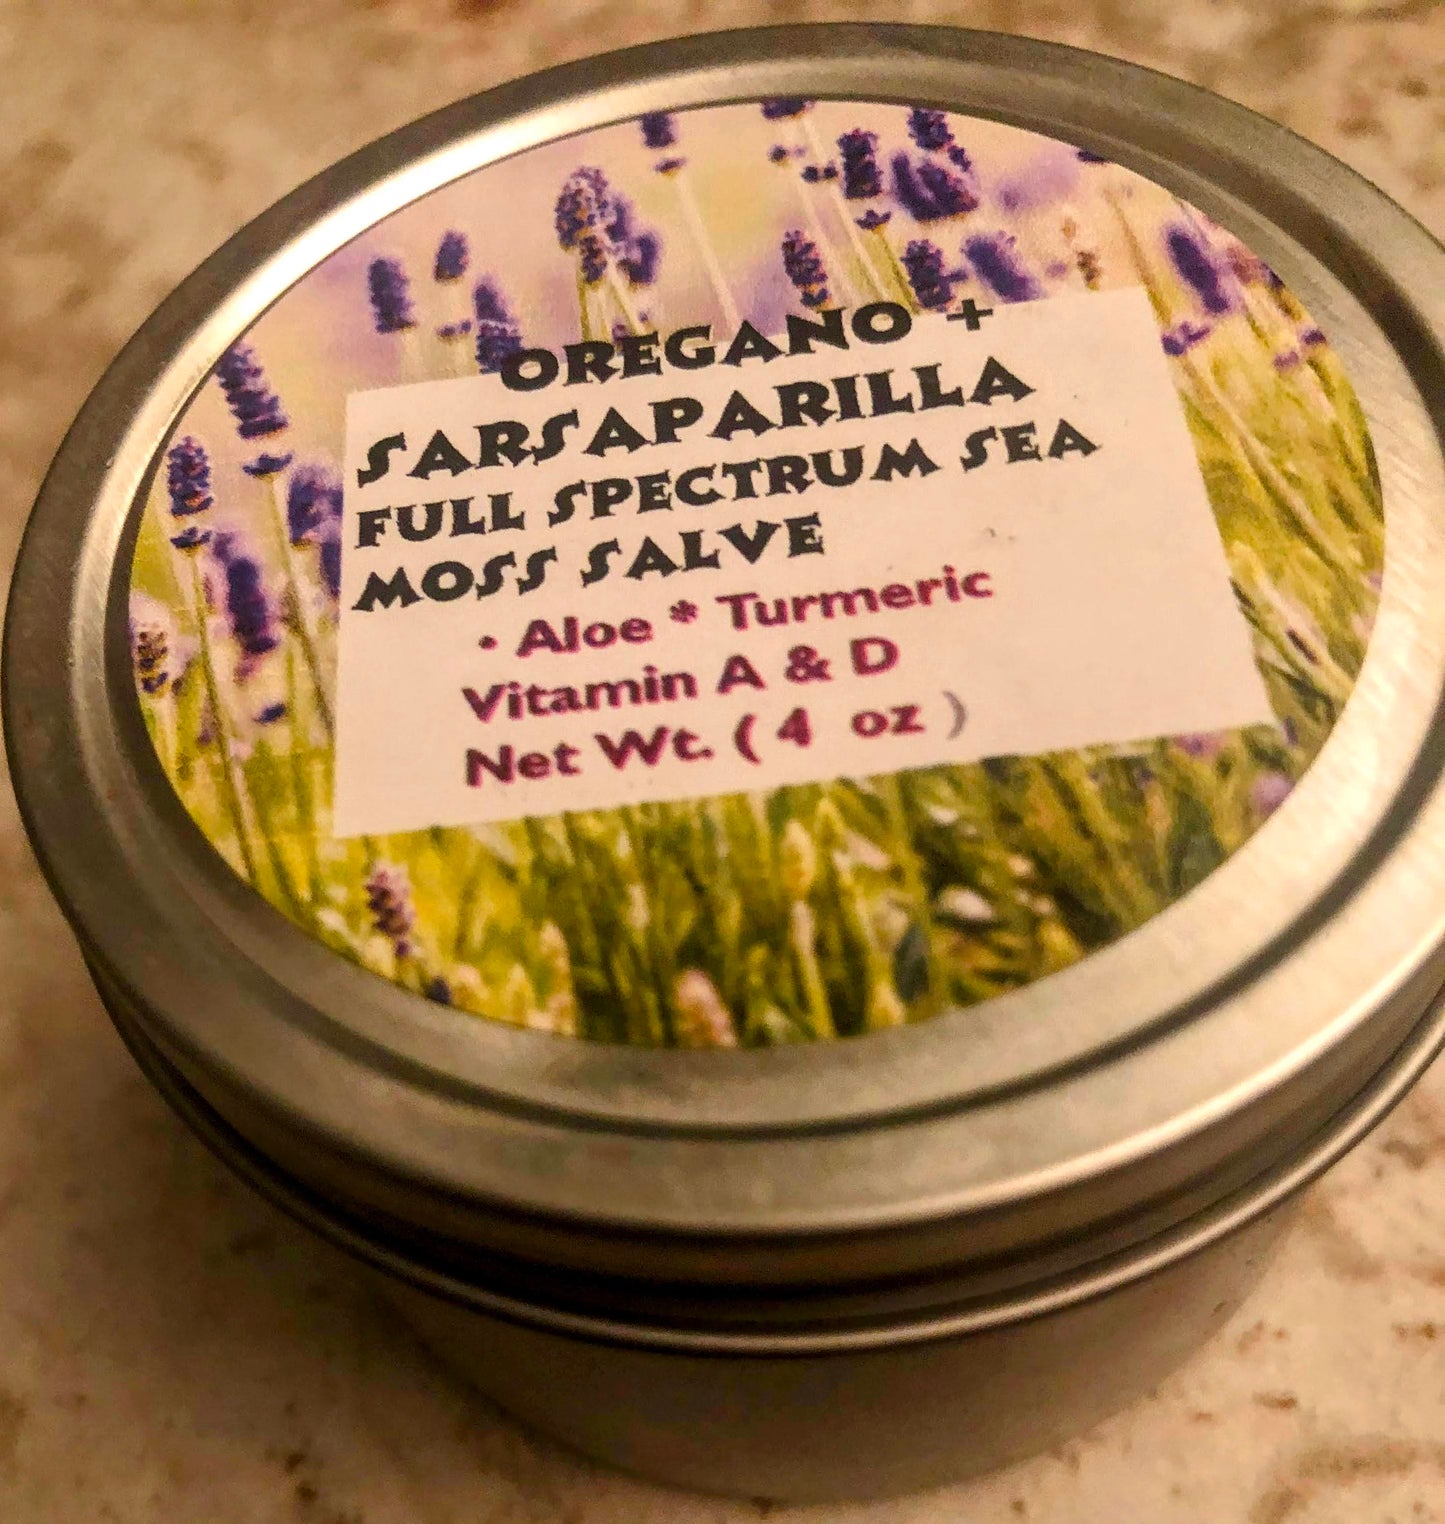 OREGANO +
SARSAPARILLA
FULL SPECTRUM SEA
MOSS SALVE
• Aloe * Turmeric
Vitamin A & D
Net Wt. ( 4 oz )